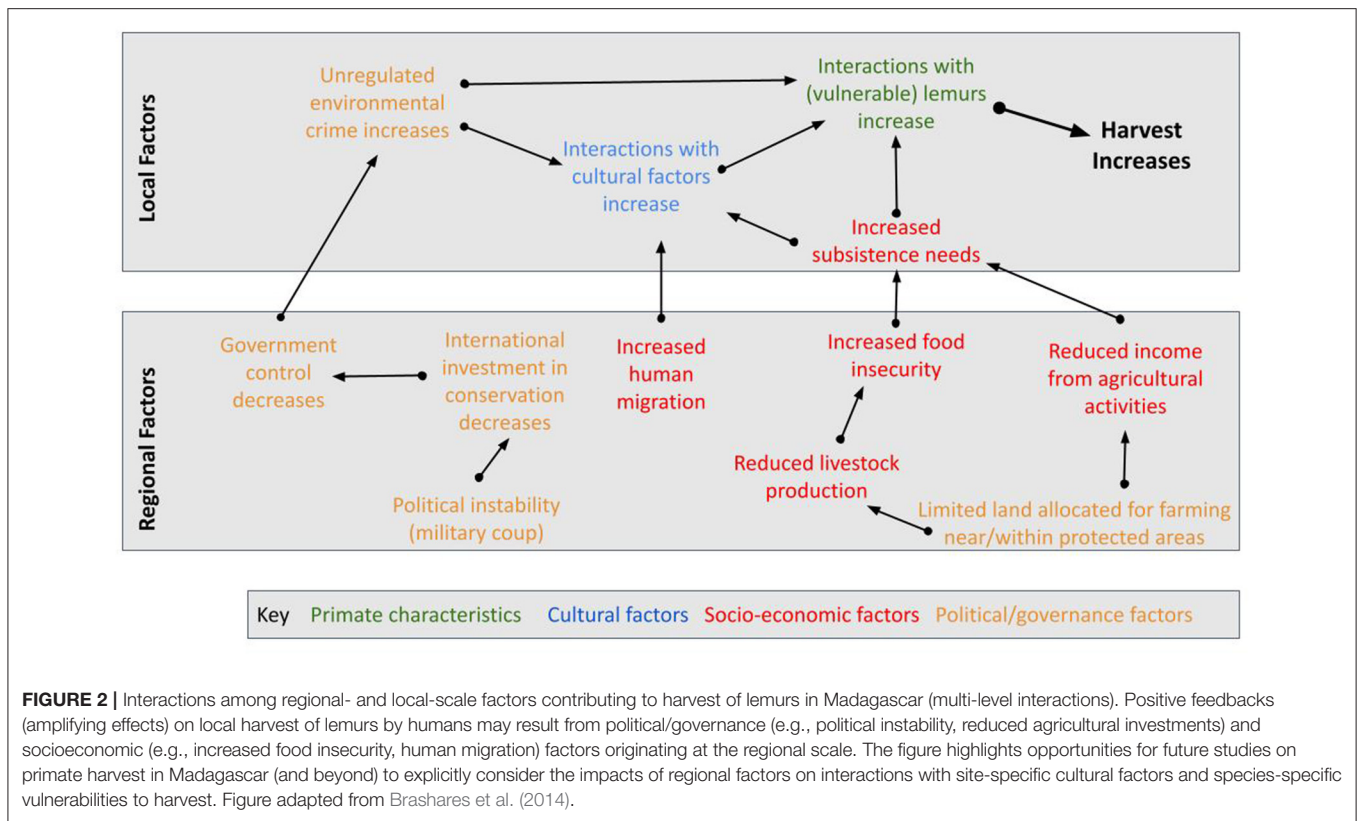 Local Factors
Unregulated
environmental
crime increases
Interactions with
cultural factors
increase
Interactions with
(vulnerable) lemurs
increase
Harvest
Increases
Increased
subsistence needs
Regional Factors
Government
control
decreases
International
investment in
conservation
decreases
Political instability
(military coup)
Increased
human
migration
Increased food
insecurity
Reduced livestock
production
Reduced income
from agricultural
activities
Limited land allocated for farming
near/within protected areas
Key Primate characteristics Cultural factors Socio-economic factors Political/governance factors
FIGURE 2 | Interactions among regional- and local-scale factors contributing to harvest of lemurs in Madagascar (multi-level interactions). Positive feedbacks
(amplifying effects) on local harvest of lemurs by humans may result from political/governance (e.g., political instability, reduced agricultural investments) and
socioeconomic (e.g., increased food insecurity, human migration) factors originating at the regional scale. The figure highlights opportunities for future studies on
primate harvest in Madagascar (and beyond) to explicitly consider the impacts of regional factors on interactions with site-specific cultural factors and species-specific
vulnerabilities to harvest. Figure adapted from Brashares et al. (2014).